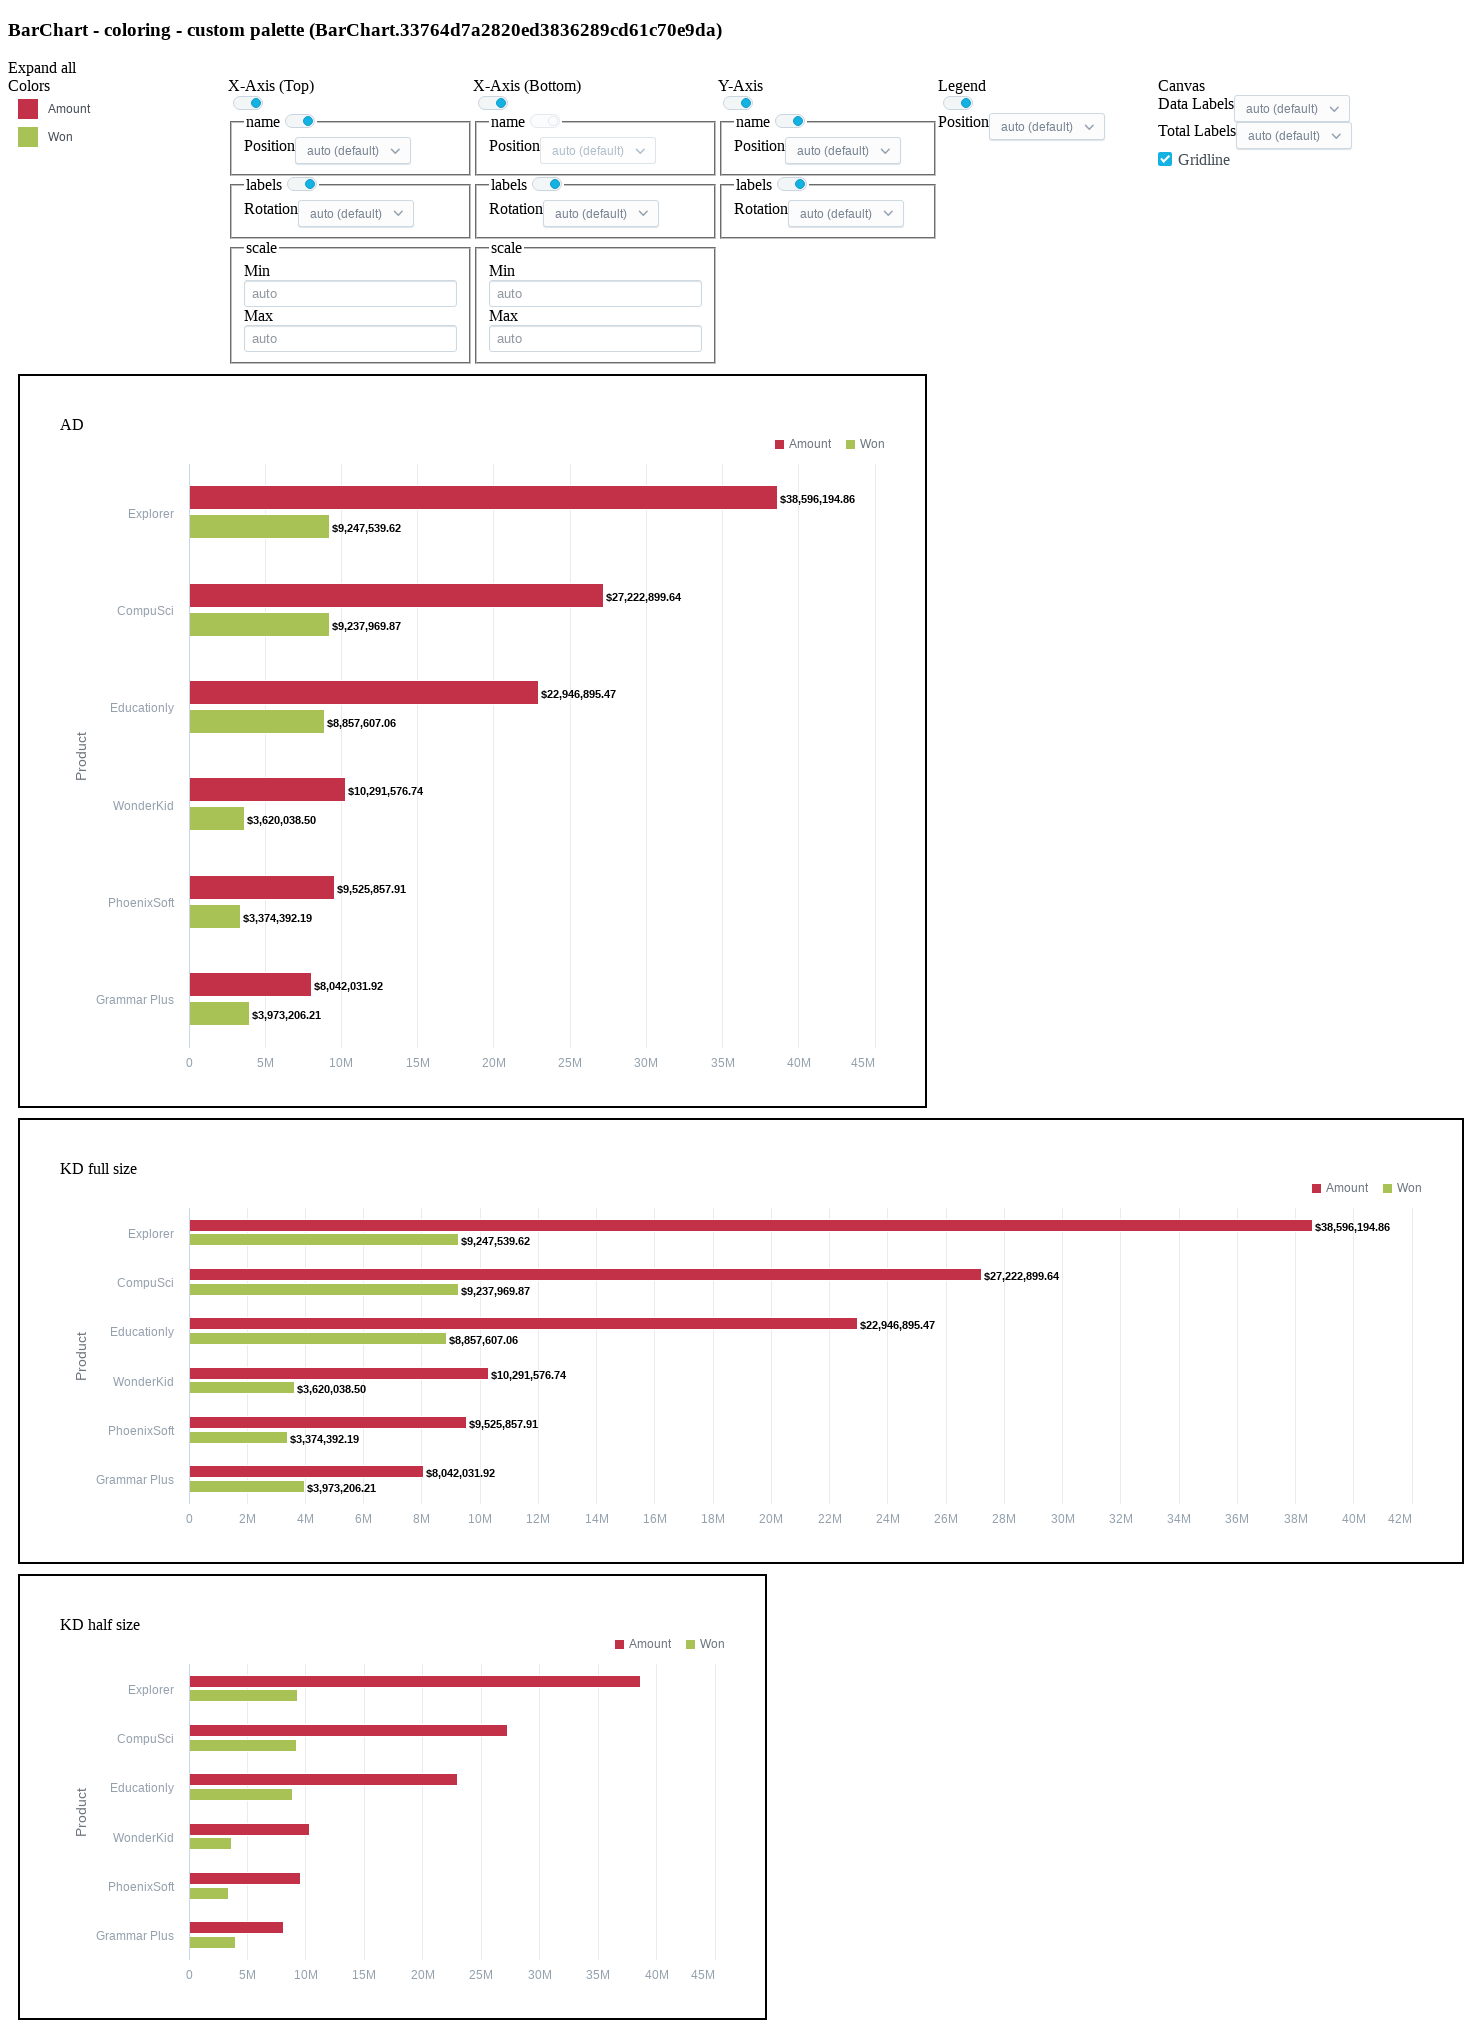 BarChart - coloring - custom palette (BarChart.33764d7a2820ed3836289cd61c70e9da)
Expand all
Colors
Amount
Won
X-Axis (Top)
name
Position auto (default)
labels
Rotation auto (default)
scale
Min
auto
Max
auto
X-Axis (Bottom)
name
Position auto (default)
labels
Rotation auto (default)
scale
Min
auto
Max
auto
Y-Axis
name
Position auto (default)
labels
Rotation auto (default)
Legend
Position auto (default)
Canvas
Data Labels auto (default)
Total Labels auto (default)
Gridline
AD
Amount Won
Product
Explorer
$38,596,194.86
$9,247,539.62
CompuSci
$27,222,899.64
$9,237,969.87
Educationly
$22,946,895.47
$8,857,607.06
WonderKid
$10,291,576.74
$3,620,038.50
PhoenixSoft
$9,525,857.91
$3,374,392.19
Grammar Plus
$8,042,031.92
$3,973,206.21
0 5M 10M 15M 20M 25M 30M 35M 40M 45M
KD full size
Amount Won
Product
Explorer
$38,596,194.86
$9,247,539.62
CompuSci
$27,222,899.64
$9,237,969.87
Educationly
$22,946,895.47
$8,857,607.06
WonderKid
$10,291,576.74
$3,620,038.50
PhoenixSoft
$9,525,857.91
$3,374,392.19
Grammar Plus
$8,042,031.92
$3,973,206.21
0 2M 4M 6M 8M 10M 12M 14M 16M 18M 20M 22M 24M 26M 28M 30M 32M 34M 36M 38M 40M 42M
KD half size
Amount Won
Product
Explorer
CompuSci
Educationly
WonderKid
PhoenixSoft
Grammar Plus
0 5M 10M 15M 20M 25M 30M 35M 40M 45M